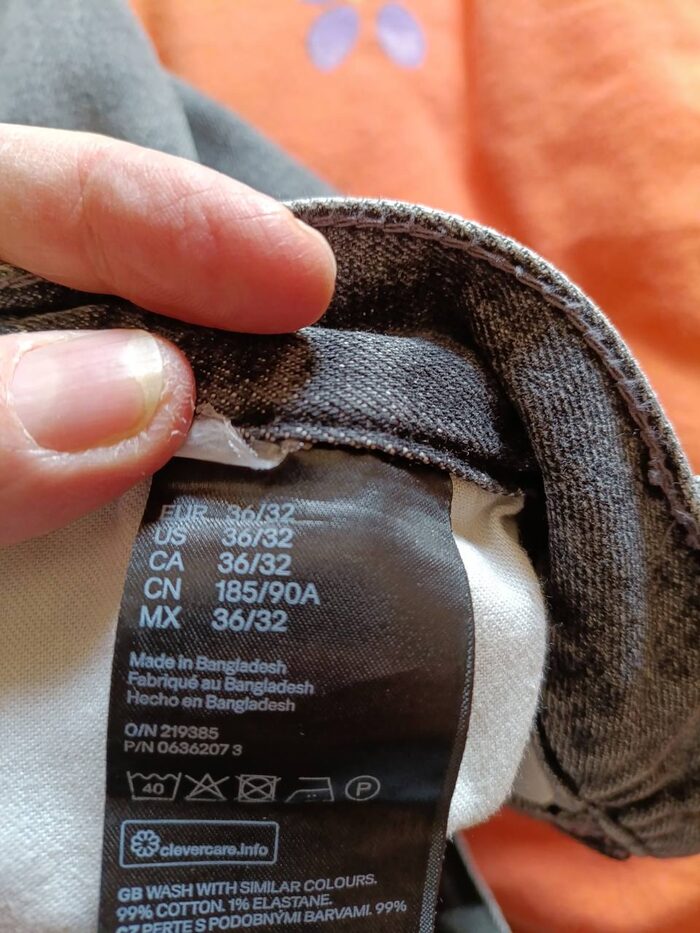 EUR 36/32
US 36/32
CA 36/32
CN 185/90A
MX 36/32
Made in Bangladesh
Fabriqué au Bangladesh
Hecho en Bangladesh
O/N 219385
P/N 0636207 3
40 P
clevercare.info
GB WASH WITH SIMILAR COLOURS.
99% COTTON. 1% ELASTANE.
CZ PERTE S PODOBNÝMI BARVAMI. 99%